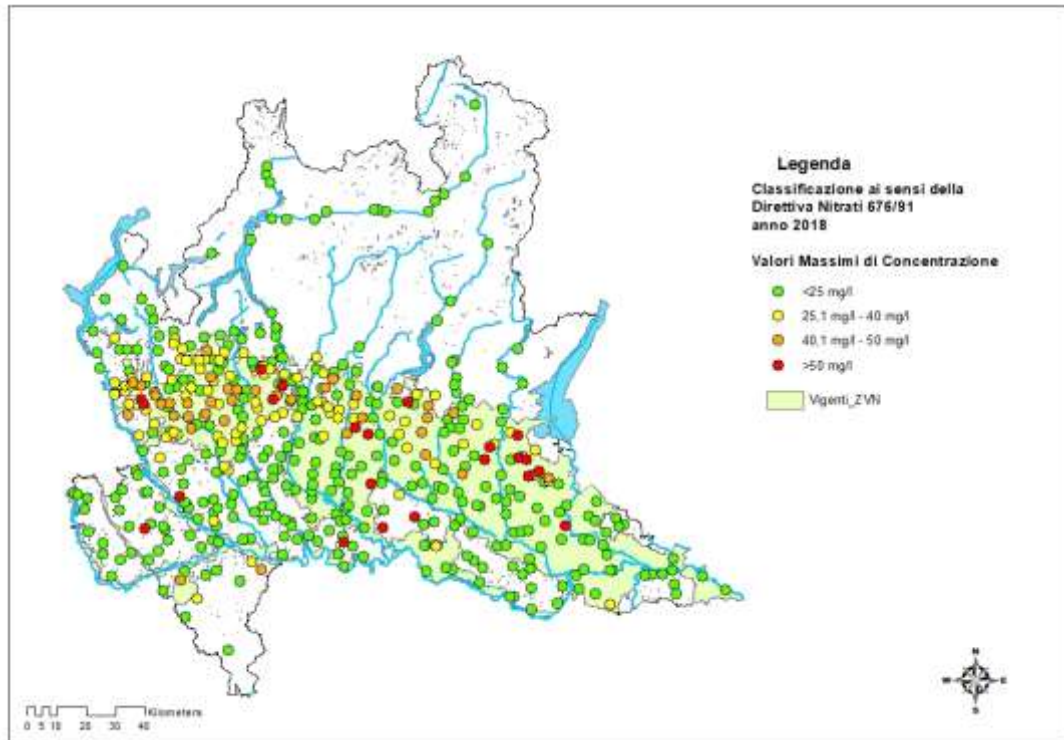 Legenda
Classificazione ai sensi della
Direttiva Nitrati 676/91
anno 2018
Valori Massimi di Concentrazione
<25 mg/l
25,1 mg/l - 40 mg/l
40,1 mg/l - 50 mg/l
>50 mg/l
Vigenti_ZVN
N
W E
S
Kilometers
0 5 10 20 30 40